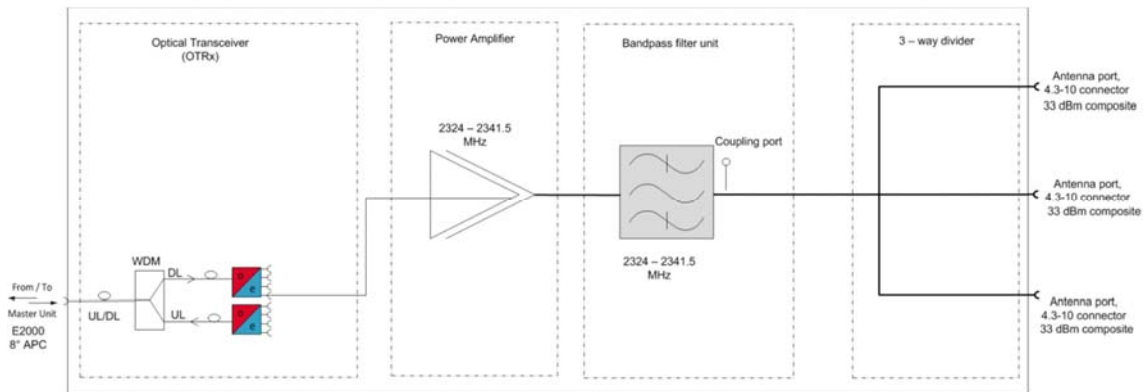 Optical Transceiver
(OTRx)
Power Amplifier
Bandpass filter unit
3 – way divider
2324 – 2341.5
MHz
Coupling port
2324 – 2341.5
MHz
Antenna port,
4.3-10 connector
33 dBm composite
Antenna port,
4.3-10 connector
33 dBm composite
Antenna port,
4.3-10 connector
33 dBm composite
WDM
DL
UL
UL/DL
o
e
o
e
From / To
Master Unit
E2000
8° APC